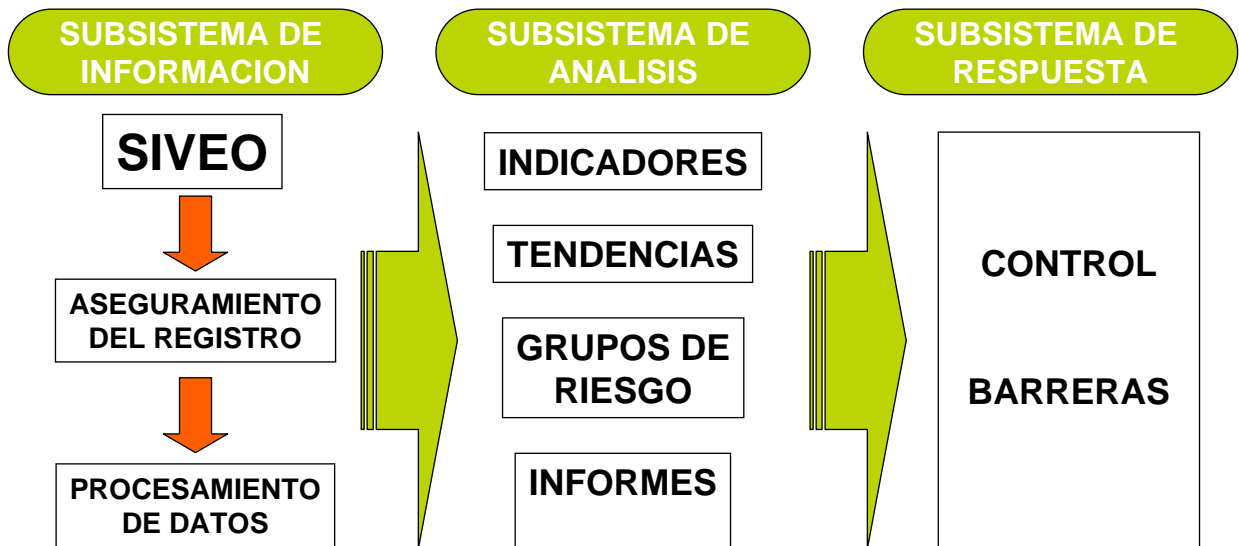 SUBSISTEMA DE
INFORMACION
SIVEO
ASEGURAMIENTO
DEL REGISTRO
PROCESAMIENTO
DE DATOS
SUBSISTEMA DE
ANALISIS
INDICADORES
TENDENCIAS
GRUPOS DE
RIESGO
INFORMES
SUBSISTEMA DE
RESPUESTA
CONTROL
BARRERAS